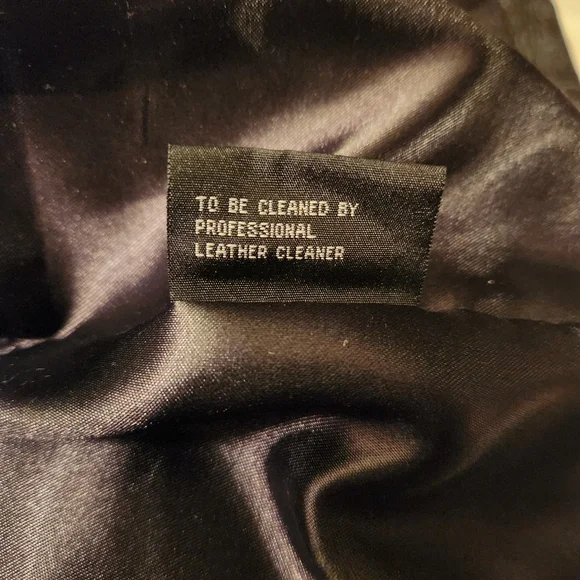 TO BE CLEANED BY
PROFESSIONAL
LEATHER CLEANER